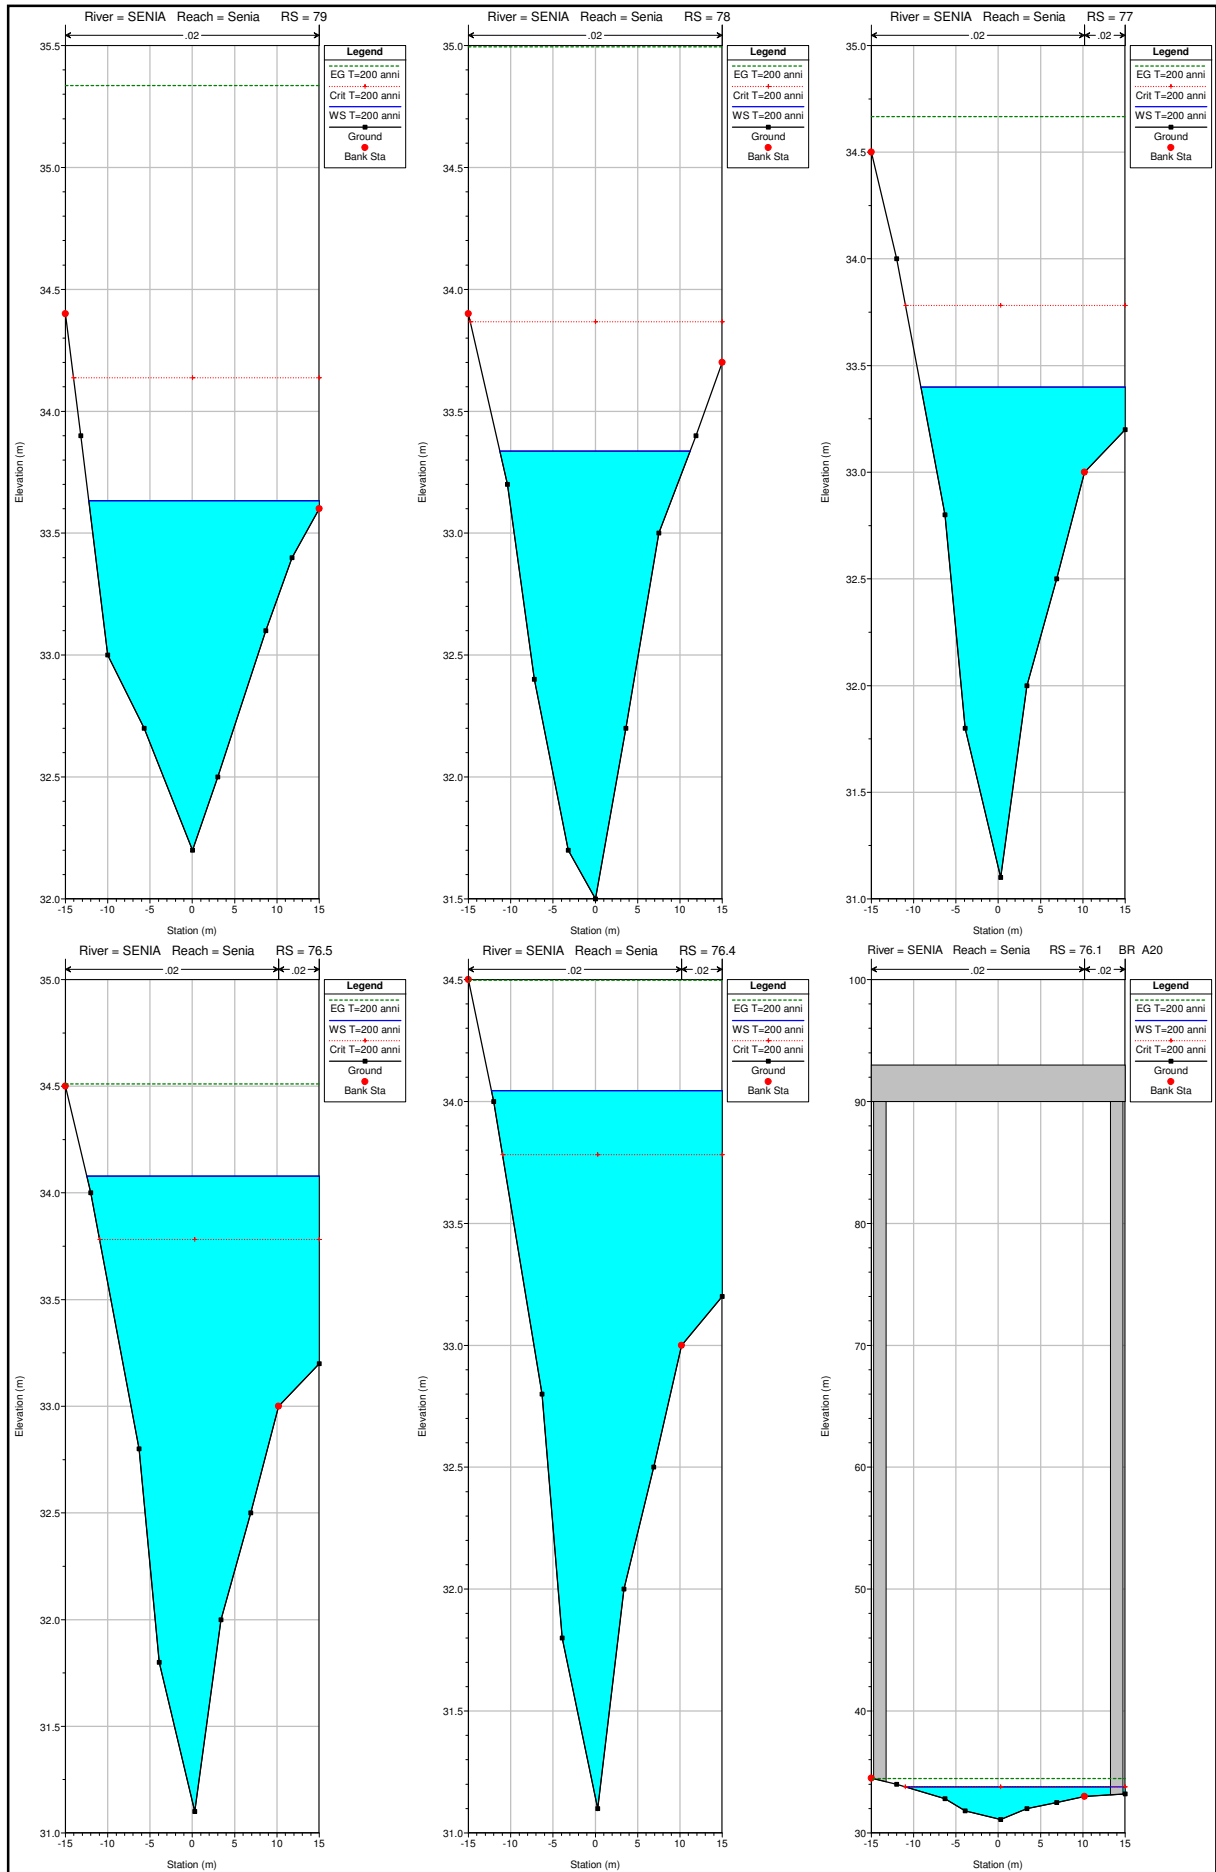 River = SENIA Reach = Senia RS = 79
.02
35.5
35.0
34.5
34.0
33.5
33.0
32.5
32.0
Elevation (m)
-15 -10 -5 0 5 10 15
Station (m)
Legend
EG T=200 anni
Crit T=200 anni
WS T=200 anni
Ground
Bank Sta
River = SENIA Reach = Senia RS = 78
.02
35.0
34.5
34.0
33.5
33.0
32.5
32.0
31.5
Elevation (m)
-15 -10 -5 0 5 10 15
Station (m)
Legend
EG T=200 anni
Crit T=200 anni
WS T=200 anni
Ground
Bank Sta
River = SENIA Reach = Senia RS = 77
.02 .02
35.0
34.5
34.0
33.5
33.0
32.5
32.0
31.5
31.0
Elevation (m)
-15 -10 -5 0 5 10 15
Station (m)
Legend
EG T=200 anni
Crit T=200 anni
WS T=200 anni
Ground
Bank Sta
River = SENIA Reach = Senia RS = 76.5
.02 .02
35.0
34.5
34.0
33.5
33.0
32.5
32.0
31.5
31.0
Elevation (m)
-15 -10 -5 0 5 10 15
Station (m)
Legend
EG T=200 anni
WS T=200 anni
Crit T=200 anni
Ground
Bank Sta
River = SENIA Reach = Senia RS = 76.4
.02 .02
34.5
34.0
33.5
33.0
32.5
32.0
31.5
31.0
Elevation (m)
-15 -10 -5 0 5 10 15
Station (m)
Legend
EG T=200 anni
WS T=200 anni
Crit T=200 anni
Ground
Bank Sta
River = SENIA Reach = Senia RS = 76.1 BR A20
.02 .02
100
90
80
70
60
50
40
30
Elevation (m)
-15 -10 -5 0 5 10 15
Station (m)
Legend
EG T=200 anni
WS T=200 anni
Crit T=200 anni
Ground
Bank Sta